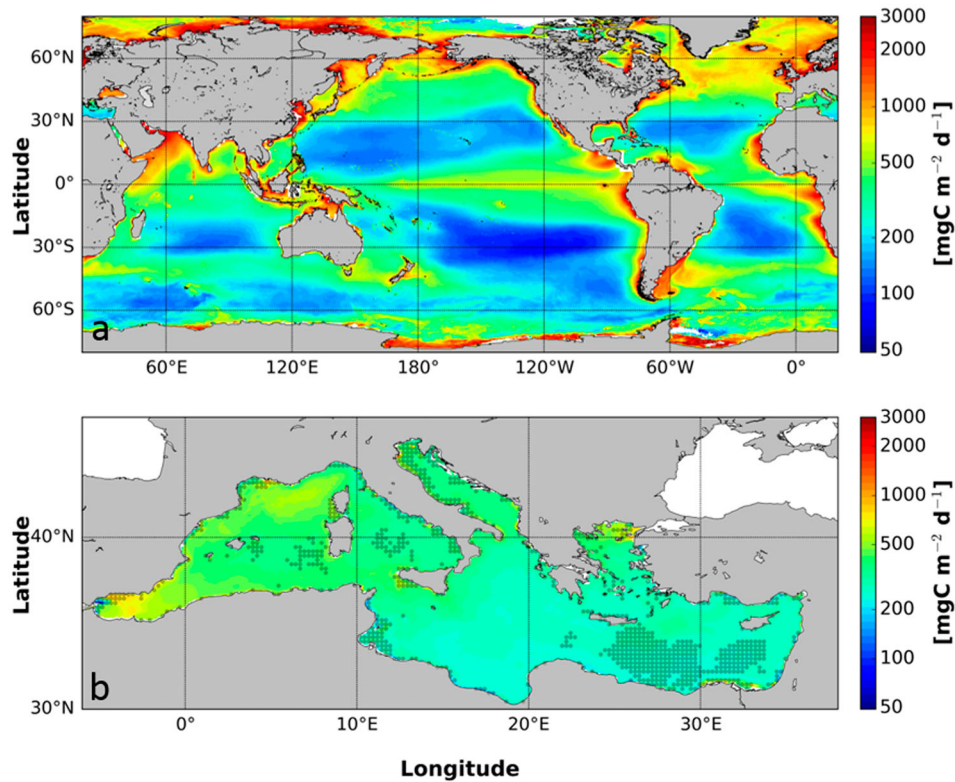 60°N
30°N
0°
30°S
60°S
Latitude
a
60°E
120°E
180°
120°W
60°W
0°
3000
2000
1000
500
200
100
50
[mgC m⁻² d⁻¹]
40°N
30°N
Latitude
b
0°
10°E
20°E
30°E
3000
2000
1000
500
200
100
50
[mgC m⁻² d⁻¹]
Longitude